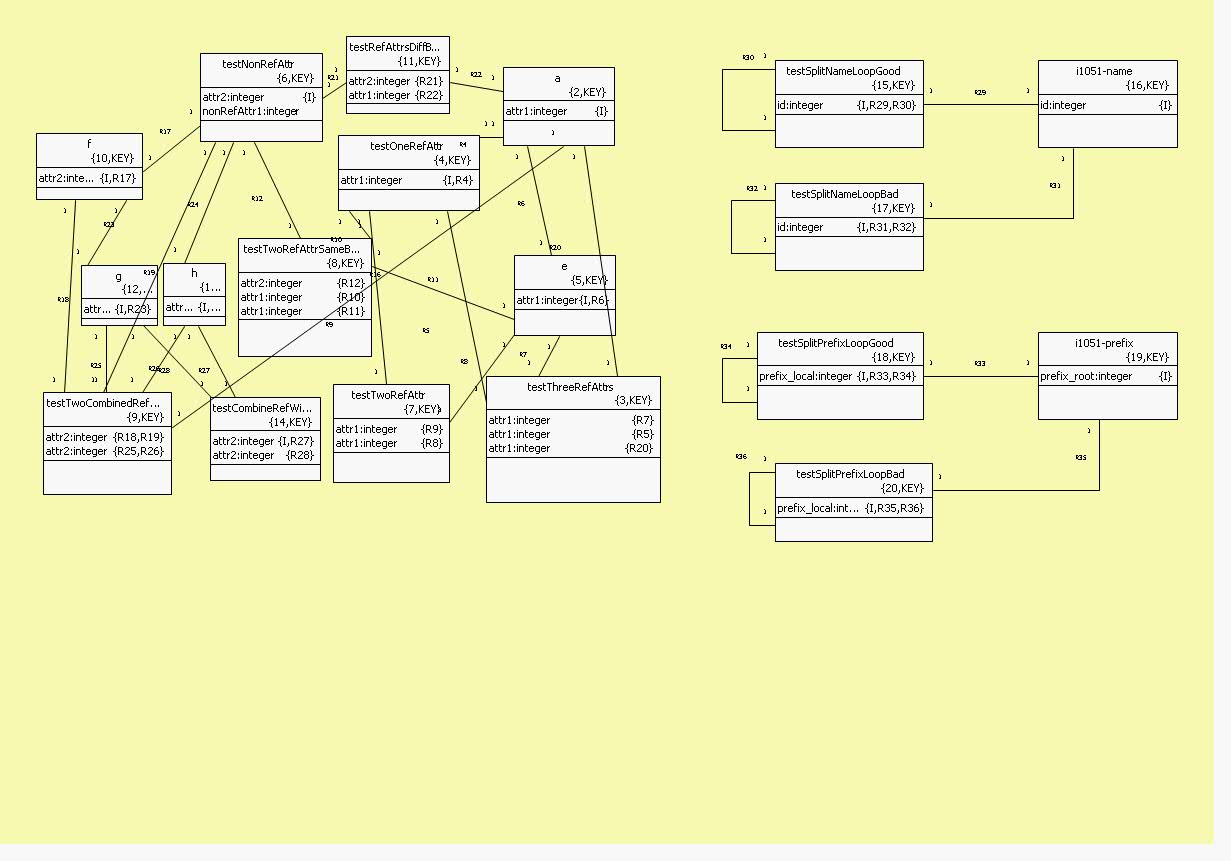 testNonRefAttr
{6,KEY}
attr2:integer {I}
nonRefAttr1:integer
testRefAttrsDiffB...
{11,KEY}
attr2:integer {R21}
attr1:integer {R22}
a
{2,KEY}
attr1:integer {I}
f
{10,KEY}
attr2:inte... {I,R17}
testOneRefAttr
{4,KEY}
attr1:integer {I,R4}
testTwoRefAttrSameB...
{8,KEY}
attr2:integer {R12}
attr1:integer {R10}
attr1:integer {R11}
e
{5,KEY}
attr1:integer{I,R6}
g
{12,...
attr... {I,R23}
h
{1...
attr... {I,...
testTwoCombinedRef...
{9,KEY}
attr2:integer {R18,R19}
attr2:integer {R25,R26}
testCombineRefWi...
{14,KEY}
attr2:integer {I,R27}
attr2:integer {R28}
testTwoRefAttr
{7,KEY}
attr1:integer {R9}
attr1:integer {R8}
testThreeRefAttrs
{3,KEY}
attr1:integer {R7}
attr1:integer {R5}
attr1:integer {R20}
R17
R21
R22
R4
R24
R12
R6
R23
R10
R20
R19
R16
R11
R18
R9
R5
R7
R8
R25
R26
R28
R27
testSplitNameLoopGood
{15,KEY}
id:integer {I,R29,R30}
i1051-name
{16,KEY}
id:integer {I}
testSplitNameLoopBad
{17,KEY}
id:integer {I,R31,R32}
R30
R29
R32
R31
testSplitPrefixLoopGood
{18,KEY}
prefix_local:integer {I,R33,R34}
i1051-prefix
{19,KEY}
prefix_root:integer {I}
testSplitPrefixLoopBad
{20,KEY}
prefix_local:int... {I,R35,R36}
R34
R33
R36
R35